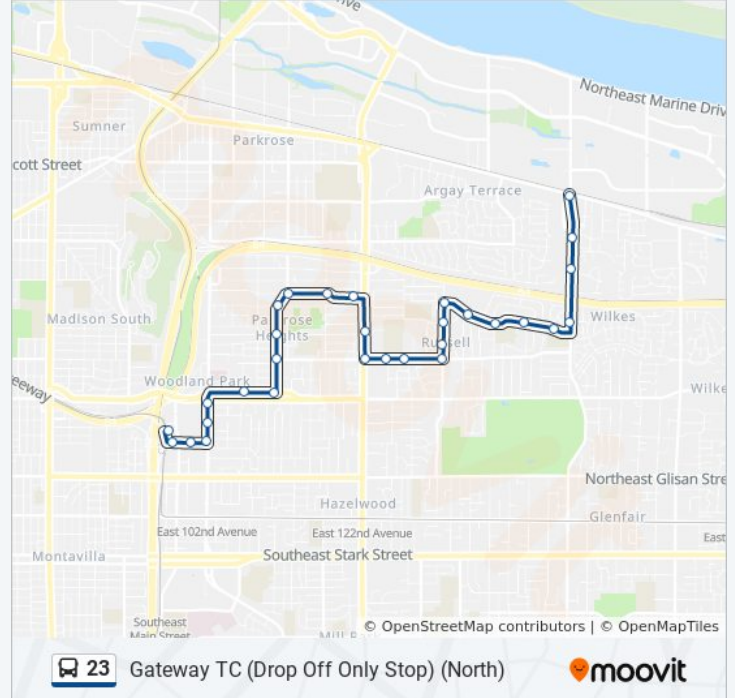 Northeast Marine Driv
Sumner
Parkrose
cott Street
Argay Terrace
Madison South
Parkrose
Heights
Wilkes
Russell
Woodland Park
eeway
Wilke
Northeast Glisan Stre
Hazelwood
Glenfair
East 102nd Avenue
East 122nd Avenue
East
Montavilla
Southeast Stark Street
Southeast
Main Street
© OpenStreetMap contributors | © OpenMapTiles
23
Gateway TC (Drop Off Only Stop) (North)
moovit